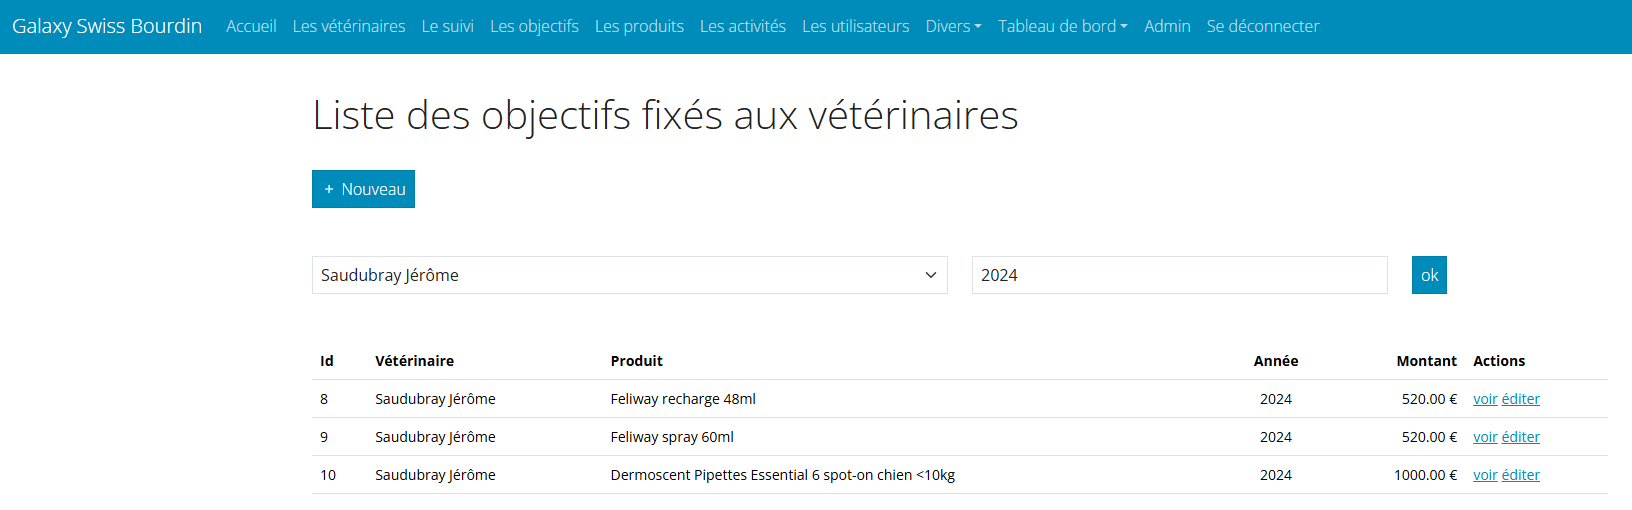 Galaxy Swiss Bourdin Accueil Les vétérinaires Le suivi Les objectifs Les produits Les activités Les utilisateurs Divers Tableau de bord Admin Se déconnecter
Liste des objectifs fixés aux vétérinaires
+ Nouveau
Saudubray Jérôme 2024 ok
Id Vétérinaire Produit Année Montant Actions
8 Saudubray Jérôme Feliway recharge 48ml 2024 520.00 € voir éditer
9 Saudubray Jérôme Feliway spray 60ml 2024 520.00 € voir éditer
10 Saudubray Jérôme Dermoscent Pipettes Essential 6 spot-on chien <10kg 2024 1000.00 € voir éditer